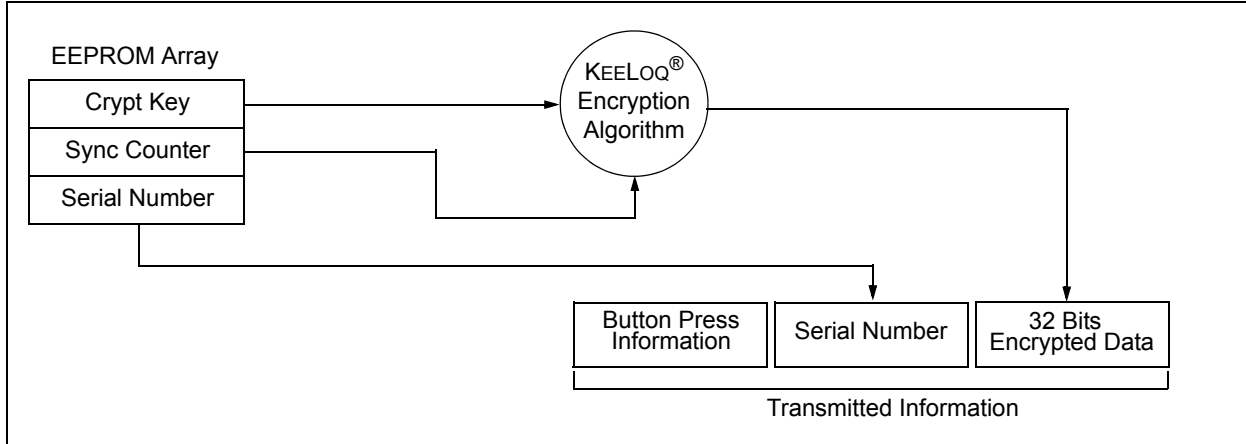 EEPROM Array
Crypt Key
Sync Counter
Serial Number
KEELOQ®
Encryption
Algorithm
Button Press
Information
Serial Number
32 Bits
Encrypted Data
Transmitted Information